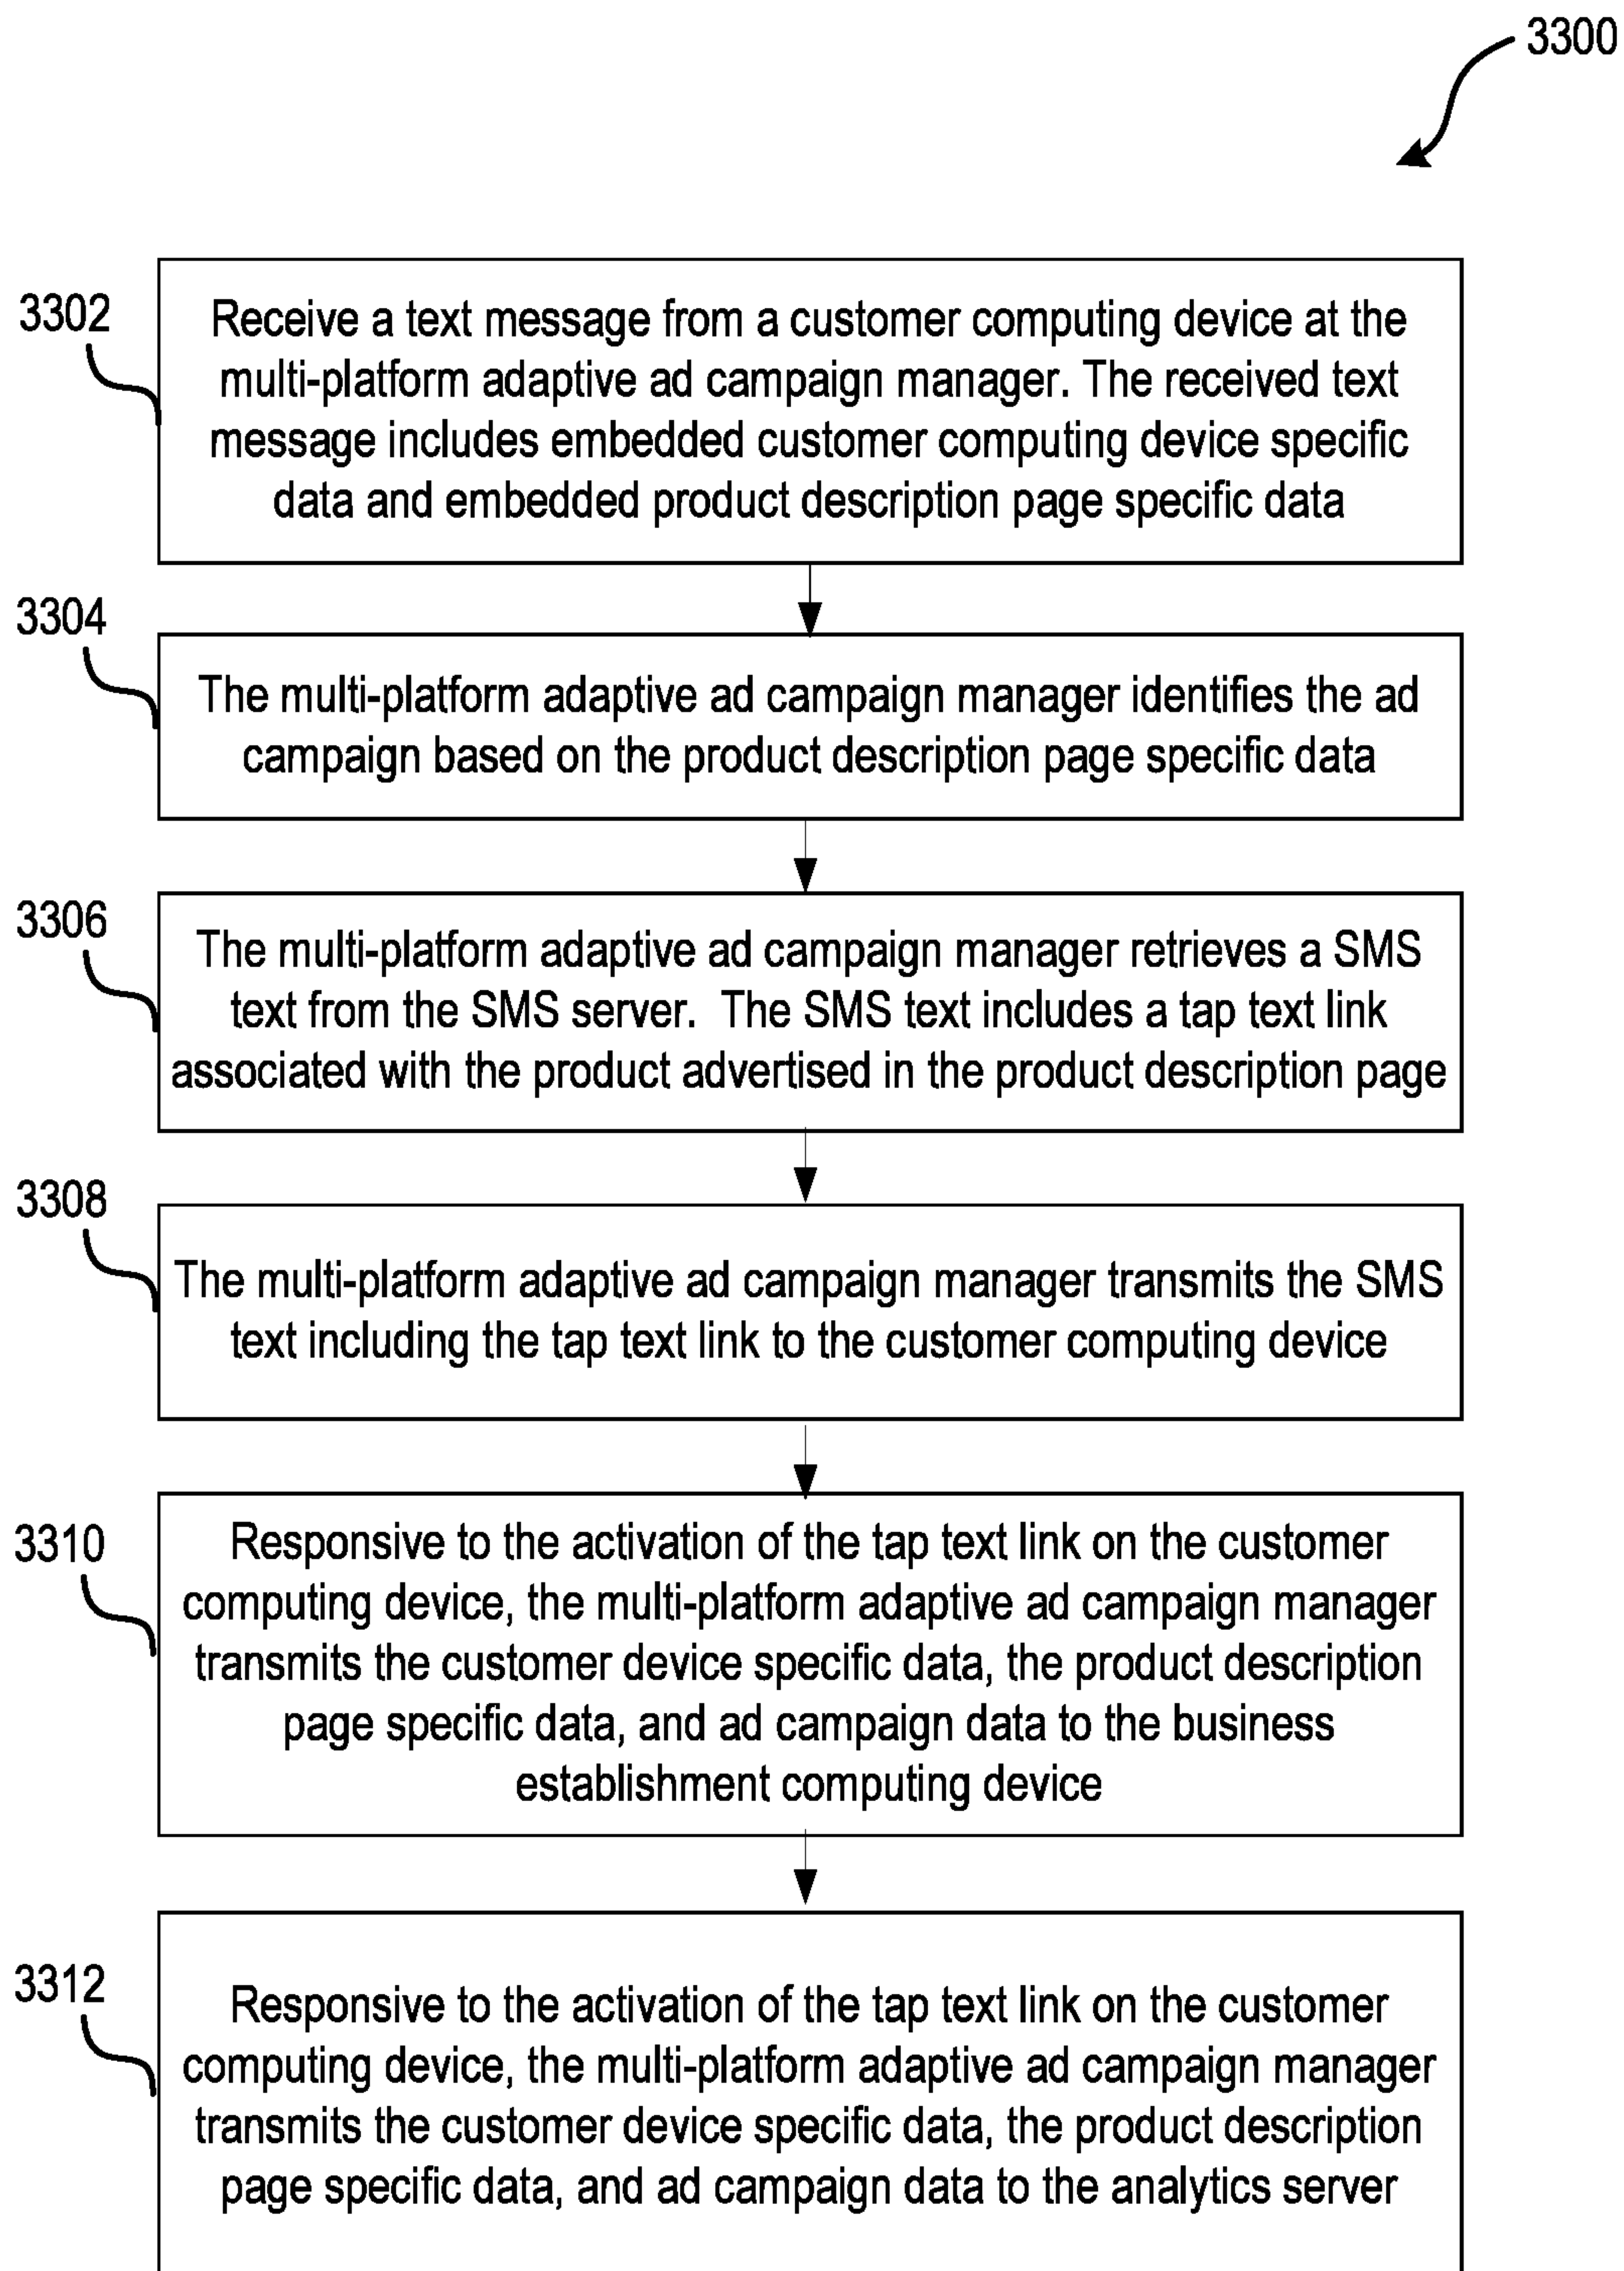 3300
3302
Receive a text message from a customer computing device at the
multi-platform adaptive ad campaign manager. The received text
message includes embedded customer computing device specific
data and embedded product description page specific data
3304
The multi-platform adaptive ad campaign manager identifies the ad
campaign based on the product description page specific data
3306
The multi-platform adaptive ad campaign manager retrieves a SMS
text from the SMS server. The SMS text includes a tap text link
associated with the product advertised in the product description page
3308
The multi-platform adaptive ad campaign manager transmits the SMS
text including the tap text link to the customer computing device
3310
Responsive to the activation of the tap text link on the customer
computing device, the multi-platform adaptive ad campaign manager
transmits the customer device specific data, the product description
page specific data, and ad campaign data to the business
establishment computing device
3312
Responsive to the activation of the tap text link on the customer
computing device, the multi-platform adaptive ad campaign manager
transmits the customer device specific data, the product description
page specific data, and ad campaign data to the analytics server